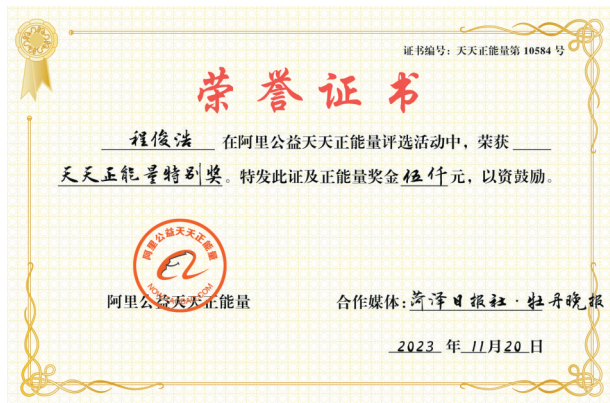 证书编号：天天正能量第 10584 号
荣誉证书
程俊浩 在阿里公益天天正能量评选活动中，荣获
天天正能量特别奖。特发此证及正能量奖金伍仟元，以资鼓励。
阿里公益天天正能量
阿里公益天天正能量
合作媒体：菏泽日报社·牡丹晚报
2023 年 11月20 日